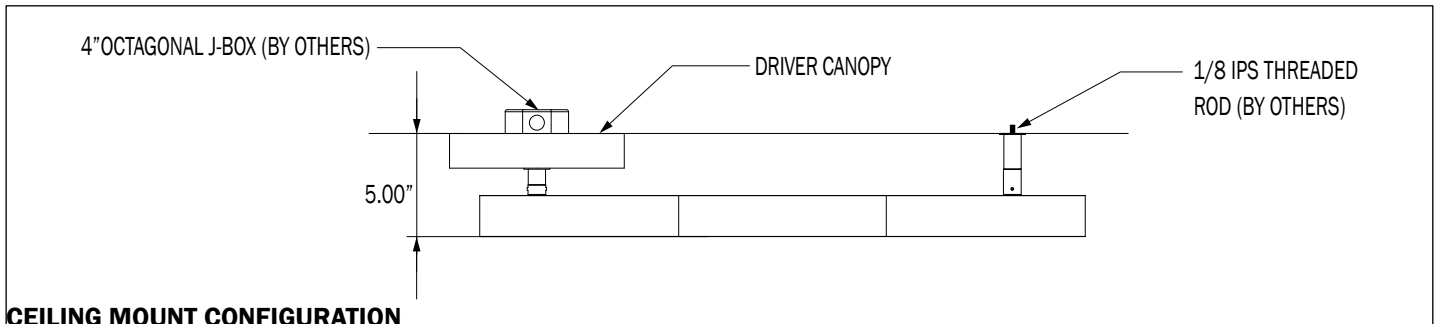 4”OCTAGONAL J-BOX (BY OTHERS)
DRIVER CANOPY
1/8 IPS THREADED
ROD (BY OTHERS)
5.00”
CEILING MOUNT CONFIGURATION